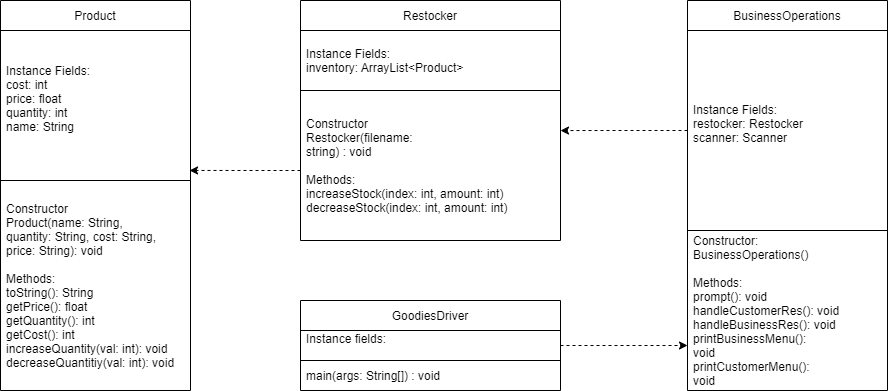 Product
Instance Fields:
cost: int
price: float
quantity: int
name: String
Constructor
Product(name: String,
quantity: String, cost: String,
price: String): void
Methods:
toString(): String
getPrice(): float
getQuantity(): int
getCost(): int
increaseQuantity(val: int): void
decreaseQuantitiy(val: int): void
Restocker
Instance Fields:
inventory: ArrayList<Product>
Constructor
Restocker(filename:
string) : void
Methods:
increaseStock(index: int, amount: int)
decreaseStock(index: int, amount: int)
GoodiesDriver
Instance fields:
main(args: String[]) : void
BusinessOperations
Instance Fields:
restocker: Restocker
scanner: Scanner
Constructor:
BusinessOperations()
Methods:
prompt(): void
handleCustomerRes(): void
handleBusinessRes(): void
printBusinessMenu():
void
printCustomerMenu():
void